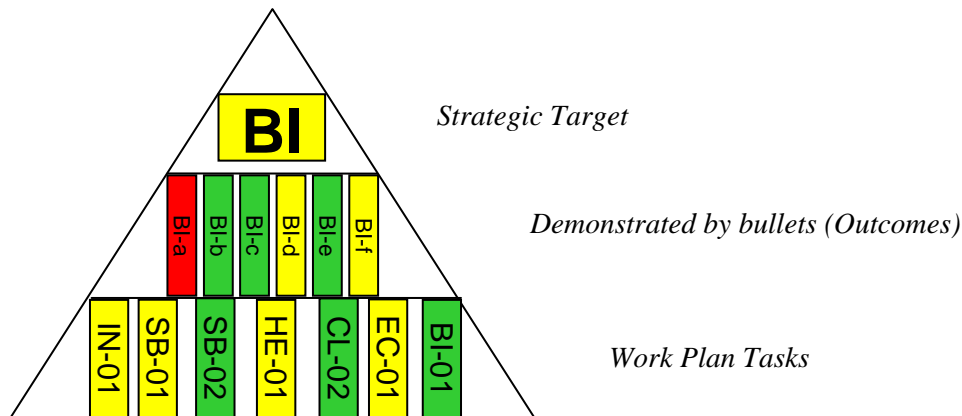 BI
Strategic Target
BI-a
BI-b
BI-c
BI-d
BI-e
BI-f
Demonstrated by bullets (Outcomes)
IN-01
SB-01
SB-02
HE-01
CL-02
EC-01
BI-01
Work Plan Tasks